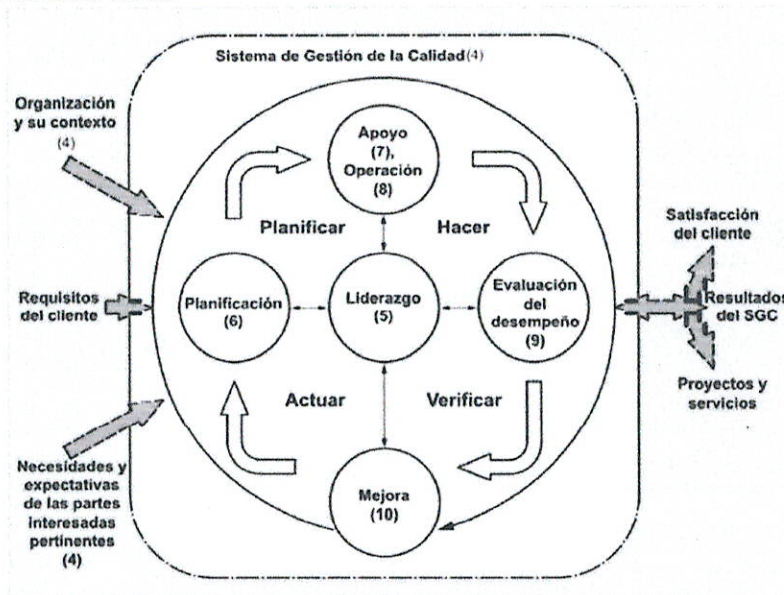 Sistema de Gestión de la Calidad(4)
Organización
y su contexto
(4)
Apoyo
(7),
Operación
(8)
Planificar
Hacer
Satisfacción
del cliente
Requisitos
del cliente
Planificación
(6)
Liderazgo
(5)
Evaluación
del
desempeño
(9)
Resultados
del SGC
Actuar
Verificar
Proyectos y
servicios
Necesidades y
expectativas
de las partes
interesadas
pertinentes
(4)
Mejora
(10)